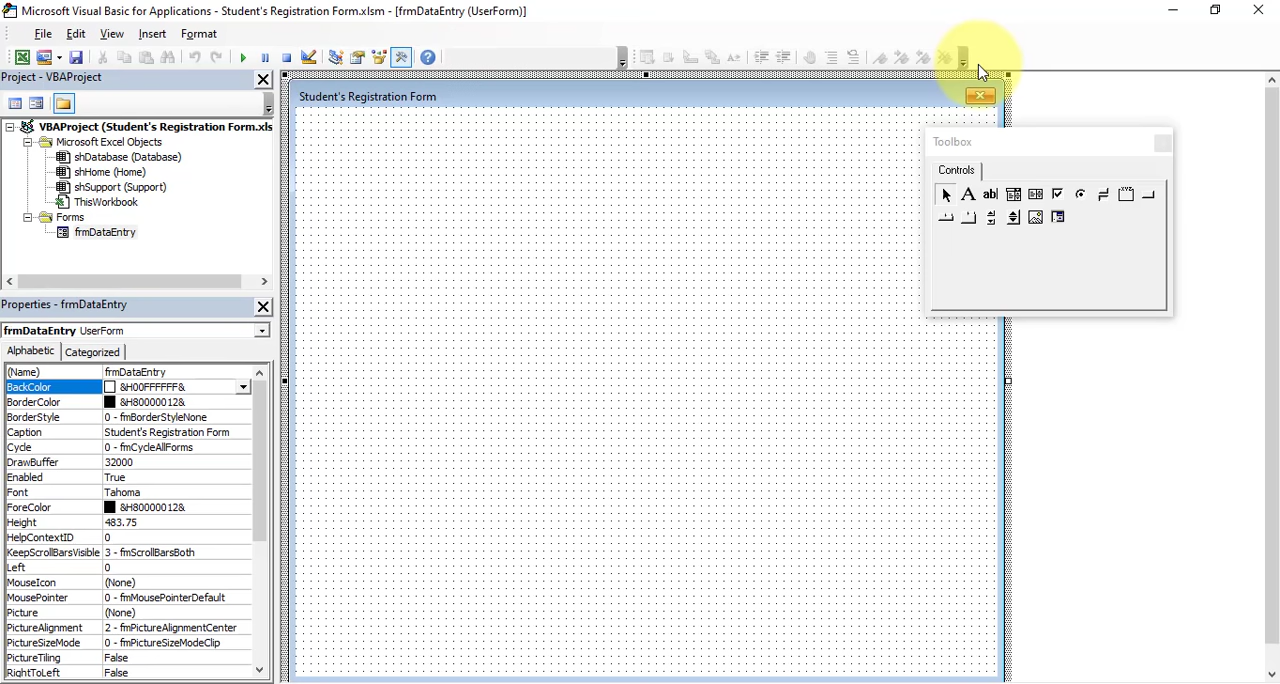 Microsoft Visual Basic for Applications - Student's Registration Form.xlsm - [frmDataEntry (UserForm)]
File Edit View Insert Format
Project - VBAProject
VBAProject (Student's Registration Form.xls
Microsoft Excel Objects
shDatabase (Database)
shHome (Home)
shSupport (Support)
ThisWorkbook
Forms
frmDataEntry
Properties - frmDataEntry
frmDataEntry UserForm
Alphabetic Categorized
(Name) frmDataEntry
BackColor &H00FFFFFF&
BorderColor &H80000012&
BorderStyle 0 - fmBorderStyleNone
Caption Student's Registration Form
Cycle 0 - fmCycleAllForms
DrawBuffer 32000
Enabled True
Font Tahoma
ForeColor &H80000012&
Height 483.75
HelpContextID 0
KeepScrollBarsVisible 3 - fmScrollBarsBoth
Left 0
MouseIcon (None)
MousePointer 0 - fmMousePointerDefault
Picture (None)
PictureAlignment 2 - fmPictureAlignmentCenter
PictureSizeMode 0 - fmPictureSizeModeClip
PictureTiling False
RightToLeft False
Student's Registration Form
Toolbox
Controls
A ab|